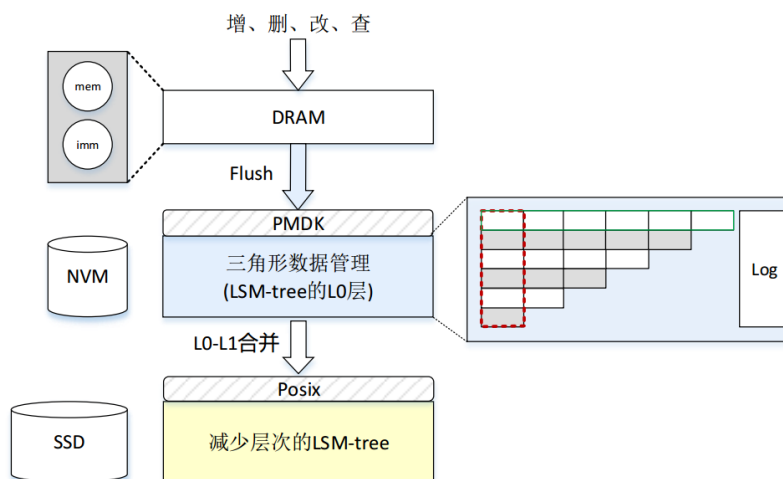 增、删、改、查
mem
imm
DRAM
Flush
PMDK
NVM
三角形数据管理
(LSM-tree的L0层)
Log
L0-L1合并
Posix
SSD
减少层次的LSM-tree